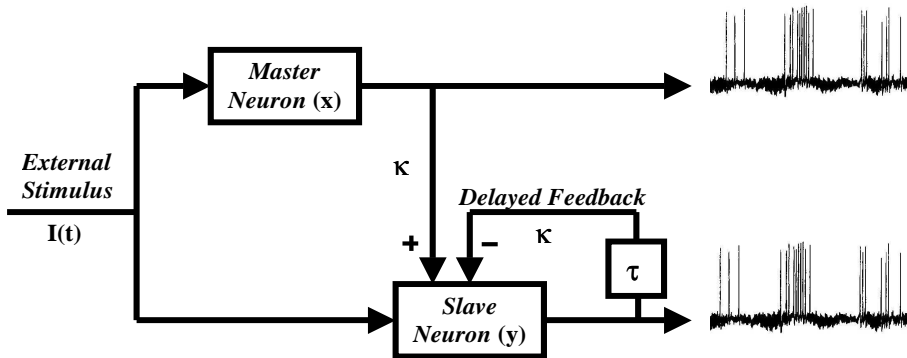 Master
Neuron (x)
External
Stimulus
I(t)
κ
Delayed Feedback
κ
+
−
τ
Slave
Neuron (y)